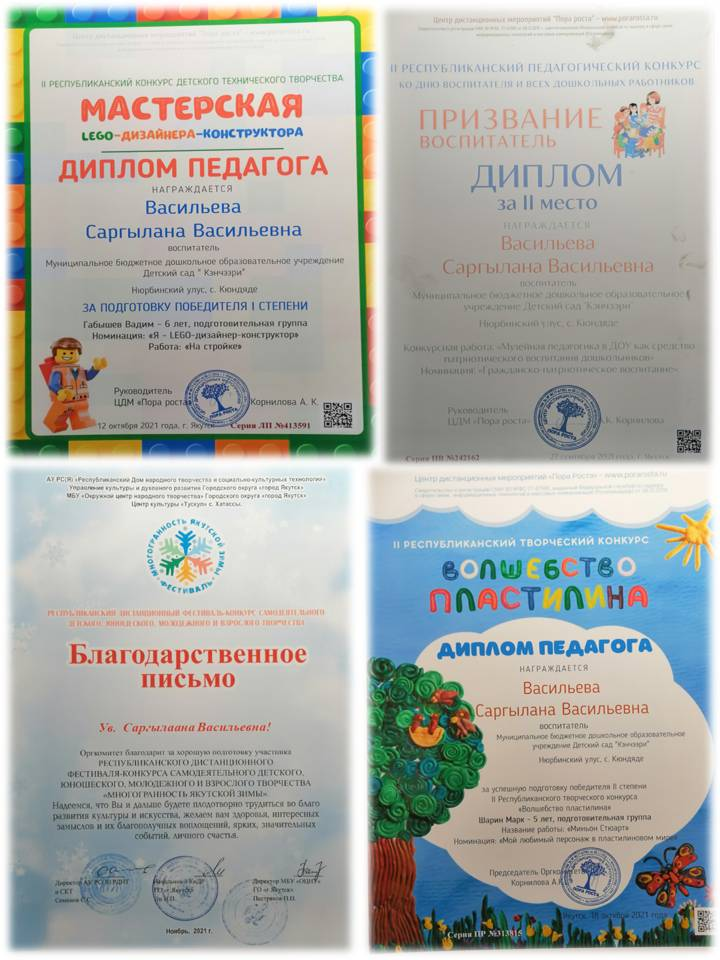 Центр дистанционных мероприятий "Пора роста" - www.porarosta.ru
II РЕСПУБЛИКАНСКИЙ КОНКУРС ДЕТСКОГО ТЕХНИЧЕСКОГО ТВОРЧЕСТВА
МАСТЕРСКАЯ
LEGO-ДИЗАЙНЕРА-КОНСТРУКТОРА
ДИПЛОМ ПЕДАГОГА
НАГРАЖДАЕТСЯ
Васильева
Саргылана Васильевна
воспитатель
Муниципальное бюджетное дошкольное образовательное учреждение
Детский сад " Кэнчээри"
Нюрбинский улус, с. Кюндяде
ЗА ПОДГОТОВКУ ПОБЕДИТЕЛЯ I СТЕПЕНИ
Габышев Вадим - 6 лет, подготовительная группа
Номинация: «Я - LEGO-дизайнер-конструктор»
Работа: «На стройке»
Руководитель
ЦДМ «Пора роста» Корнилова А. К.
ПОРА РОСТА
12 октября 2021 года, г. Якутск Серия ЛП №413591
Центр дистанционных мероприятий "Пора роста" - www.porarosta.ru
II РЕСПУБЛИКАНСКИЙ ПЕДАГОГИЧЕСКИЙ КОНКУРС
КО ДНЮ ВОСПИТАТЕЛЯ И ВСЕХ ДОШКОЛЬНЫХ РАБОТНИКОВ
ПРИЗВАНИЕ
ВОСПИТАТЕЛЬ
ДИПЛОМ
за II место
НАГРАЖДАЕТСЯ
Васильева
Саргылана Васильевна
воспитатель
Муниципальное бюджетное дошкольное образовательное
учреждение Детский сад "Кэнчээри"
Нюрбинский улус, с. Кюндяде
Конкурсная работа: «Музейная педагогика в ДОУ как средство
патриотического воспитания дошкольников»
Номинация: «Гражданско-патриотическое воспитание»
Руководитель
ЦДМ «Пора роста» А.К. Корнилова
ПОРА РОСТА
Серия ПВ №242162 27 сентября 2021 года, г. Якутск
АУ РС(Я) «Республиканский Дом народного творчества и социально-культурных технологий»
Управление культуры и духовного развития Городского округа «город Якутск»
МБУ «Окружной центр народного творчества» Городского округа «город Якутск»
Центр культуры «Тускул» с. Хатассы.
МНОГОГРАННОСТЬ ЯКУТСКОЙ ЗИМЫ
ФЕСТИВАЛЬ
РЕСПУБЛИКАНСКИЙ ДИСТАНЦИОННЫЙ ФЕСТИВАЛЬ-КОНКУРС САМОДЕЯТЕЛЬНОГО
ДЕТСКОГО, ЮНОШЕСКОГО, МОЛОДЕЖНОГО И ВЗРОСЛОГО ТВОРЧЕСТВА
Благодарственное
письмо
Ув. Саргылаана Васильевна!
Оргкомитет благодарит за хорошую подготовку участника
РЕСПУБЛИКАНСКОГО ДИСТАНЦИОННОГО
ФЕСТИВАЛЯ-КОНКУРСА САМОДЕЯТЕЛЬНОГО ДЕТСКОГО,
ЮНОШЕСКОГО, МОЛОДЕЖНОГО И ВЗРОСЛОГО ТВОРЧЕСТВА
«МНОГОГРАННОСТЬ ЯКУТСКОЙ ЗИМЫ».
Надеемся, что Вы и дальше будете плодотворно трудиться во благо
развития культуры и искусства, желаем вам здоровья, интересных
замыслов и их благополучных воплощений, ярких, значительных
событий, личного счастья.
Директор АУ РС(Я) РДНТ Директор МБУ «ОЦНТ»
и СКТ ГО г. Якутск ГО «г.Якутск»
Ноябрь, 2021 г.
Центр дистанционных мероприятий "Пора Роста" - www.porarosta.ru
II РЕСПУБЛИКАНСКИЙ ТВОРЧЕСКИЙ КОНКУРС
ВОЛШЕБСТВО
ПЛАСТИЛИНА
ДИПЛОМ ПЕДАГОГА
НАГРАЖДАЕТСЯ
Васильева
Саргылана Васильевна
воспитатель
Муниципальное бюджетное дошкольное образовательное
учреждение Детский сад "Кэнчээри"
Нюрбинский улус, с. Кюндяде
за успешную подготовку победителя II степени
II Республиканского творческого конкурса
«Волшебство пластилина»
Шарин Марк - 5 лет, подготовительная группа
Название работы: «Миньон Стюарт»
Номинация: «Мой любимый персонаж в пластилиновом мире»
Председатель Оргкомитета
Корнилова А.К.
ПОРА РОСТА
Якутск, 18 октября 2021 года
Серия ПР №313815